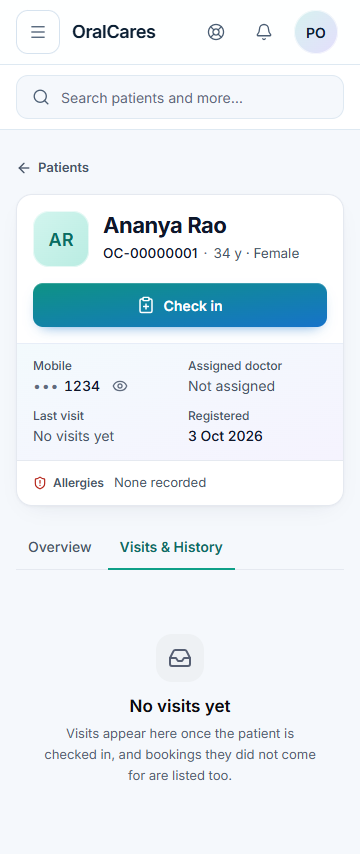 OralCares
PO
Search patients and more...
Patients
AR
Ananya Rao
OC-00000001 · 34 y · Female
Check in
Mobile
Assigned doctor
••• 1234
Not assigned
Last visit
Registered
No visits yet
3 Oct 2026
Allergies None recorded
Overview
Visits & History
No visits yet
Visits appear here once the patient is
checked in, and bookings they did not come
for are listed too.